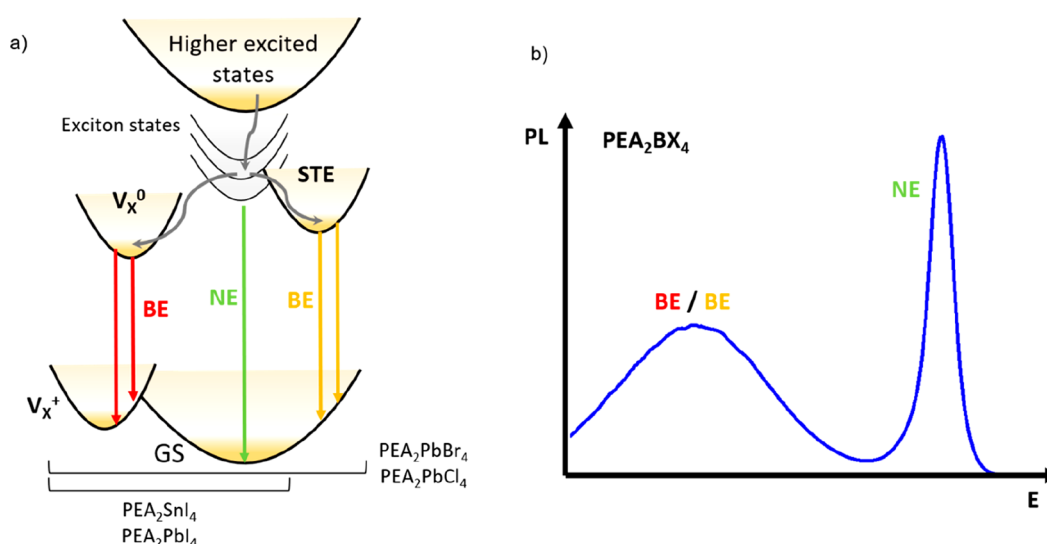 a)
Higher excited
states
Exciton states
V_X^0
STE
BE
NE
BE
V_X^+
GS
PEA₂PbBr₄
PEA₂PbCl₄
PEA₂SnI₄
PEA₂PbI₄
b)
PL
PEA₂BX₄
NE
BE / BE
E